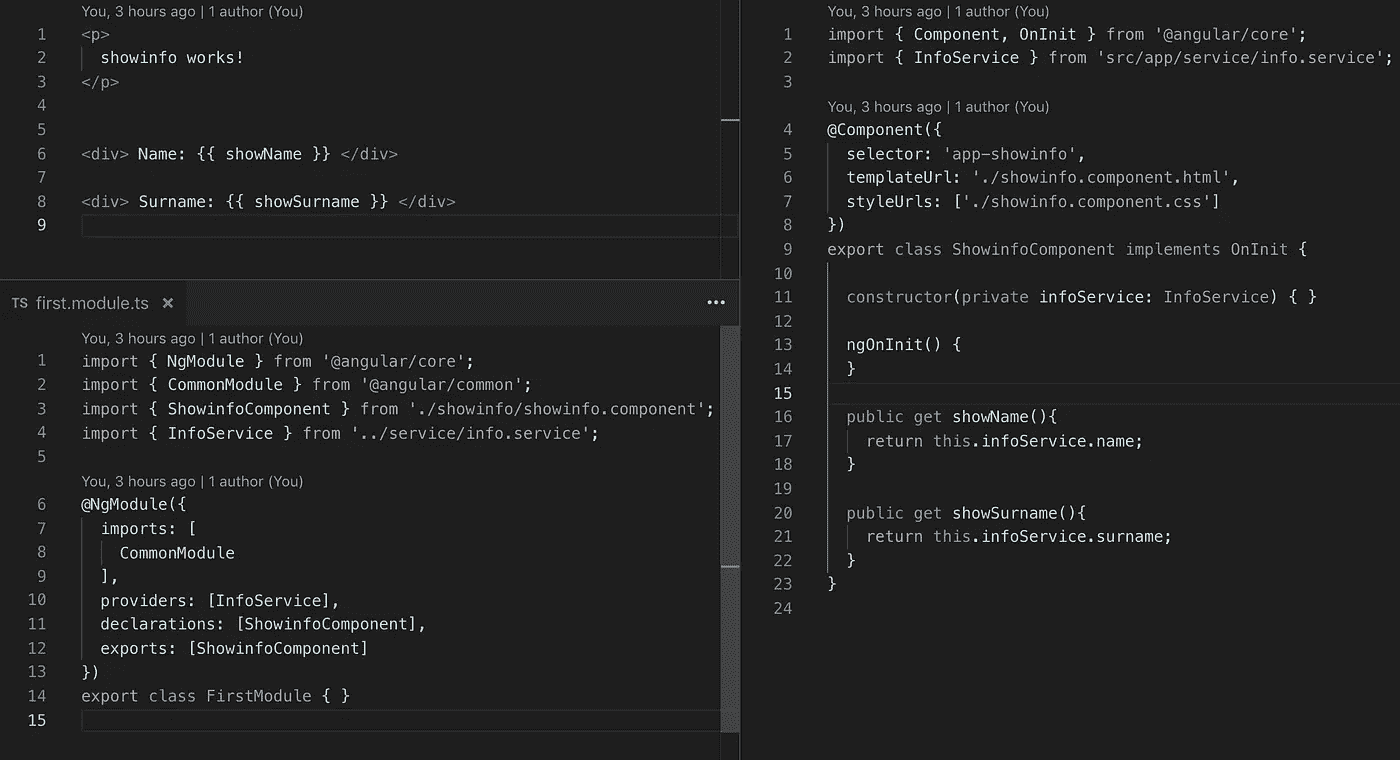 You, 3 hours ago | 1 author (You)
1 <p>
2 showinfo works!
3 </p>
4
5
6 <div> Name: {{ showName }} </div>
7
8 <div> Surname: {{ showSurname }} </div>
9
TS first.module.ts × •••
You, 3 hours ago | 1 author (You)
1 import { NgModule } from '@angular/core';
2 import { CommonModule } from '@angular/common';
3 import { ShowinfoComponent } from './showinfo/showinfo.component';
4 import { InfoService } from '../service/info.service';
5
You, 3 hours ago | 1 author (You)
6 @NgModule({
7 imports: [
8 CommonModule
9 ],
10 providers: [InfoService],
11 declarations: [ShowinfoComponent],
12 exports: [ShowinfoComponent]
13 })
14 export class FirstModule { }
15
You, 3 hours ago | 1 author (You)
1 import { Component, OnInit } from '@angular/core';
2 import { InfoService } from 'src/app/service/info.service';
3
You, 3 hours ago | 1 author (You)
4 @Component({
5 selector: 'app-showinfo',
6 templateUrl: './showinfo.component.html',
7 styleUrls: ['./showinfo.component.css']
8 })
9 export class ShowinfoComponent implements OnInit {
10
11 constructor(private infoService: InfoService) { }
12
13 ngOnInit() {
14 }
15
16 public get showName(){
17 return this.infoService.name;
18 }
19
20 public get showSurname(){
21 return this.infoService.surname;
22 }
23 }
24